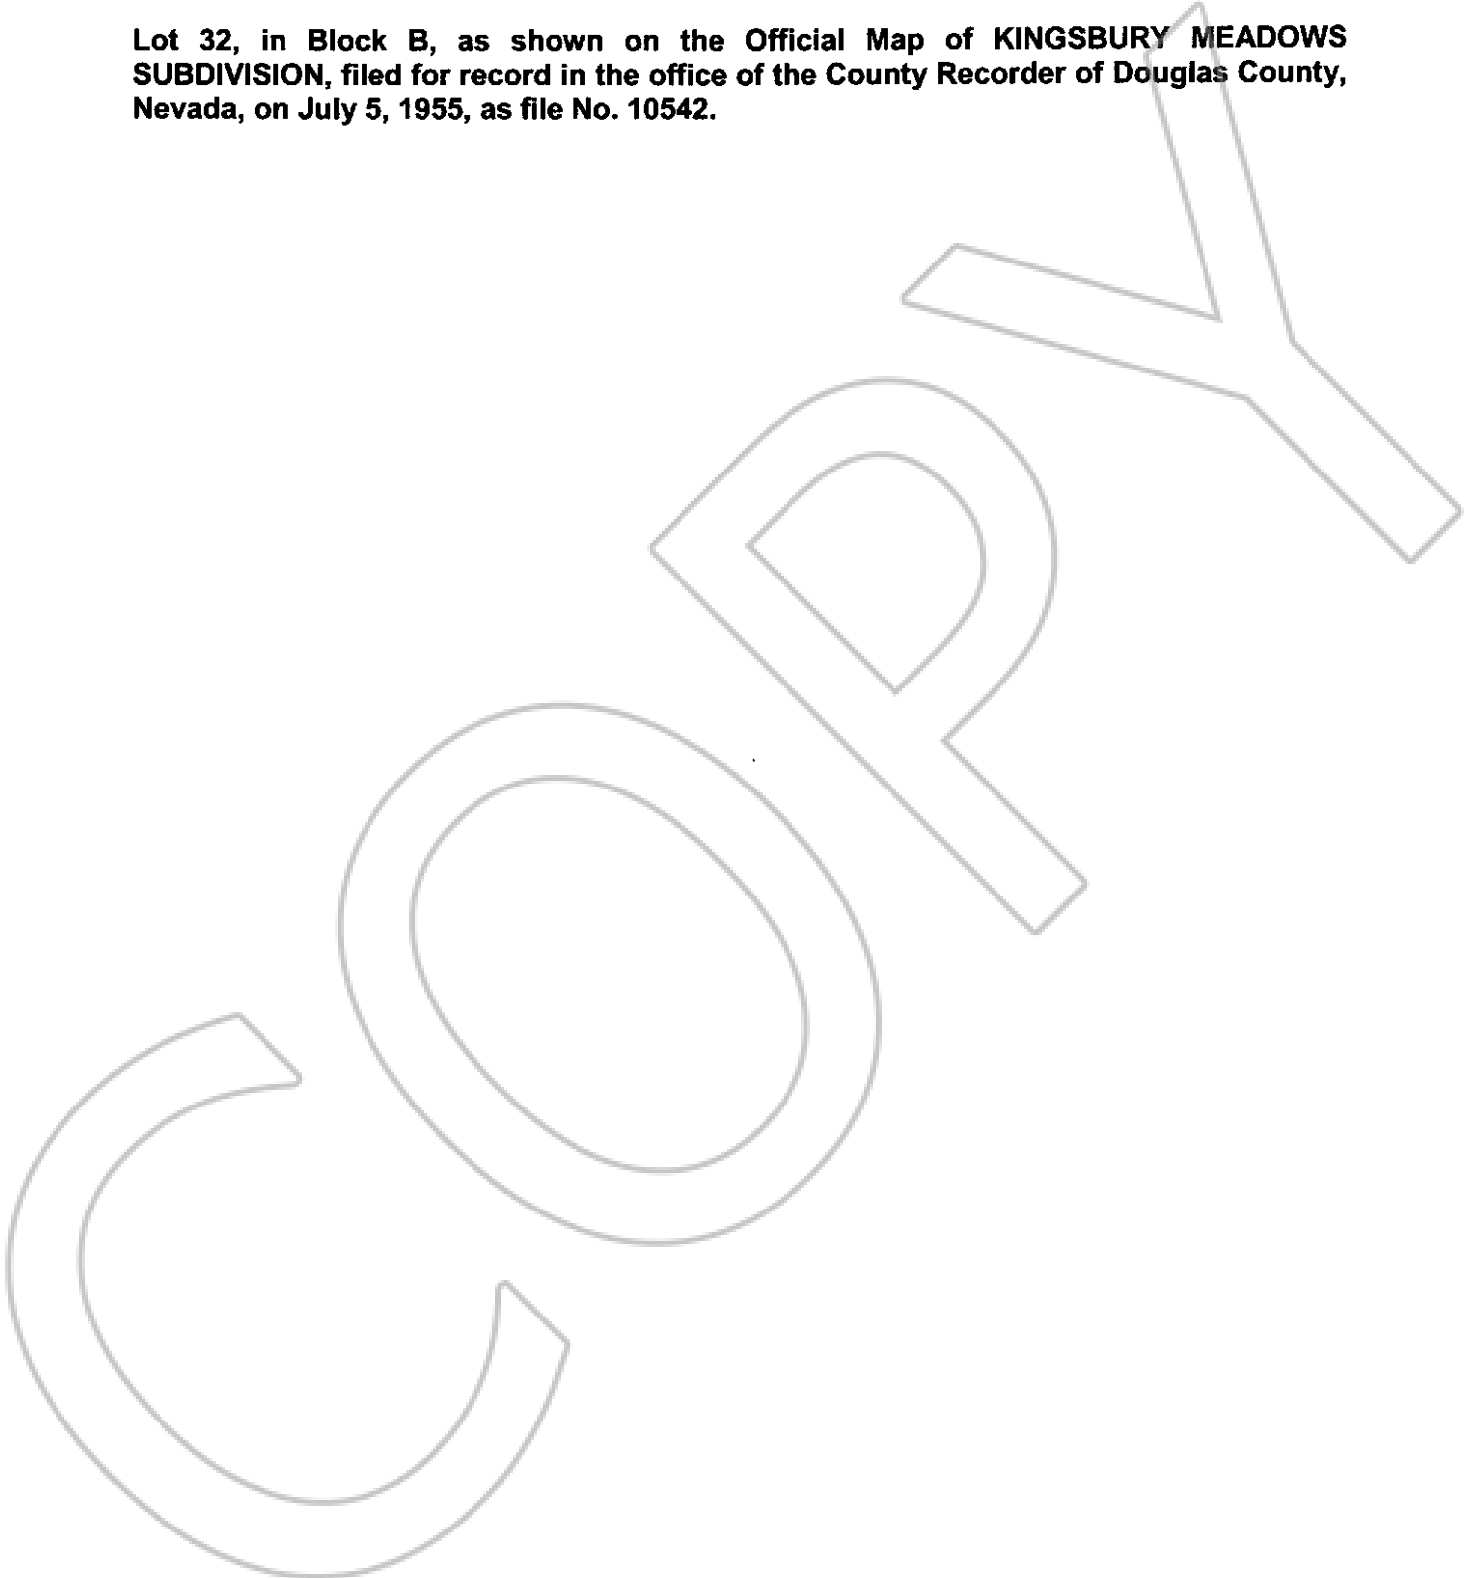 Lot 32, in Block B, as shown on the Official Map of KINGSBURY MEADOWS
SUBDIVISION, filed for record in the office of the County Recorder of Douglas County,
Nevada, on July 5, 1955, as file No. 10542.
COPY